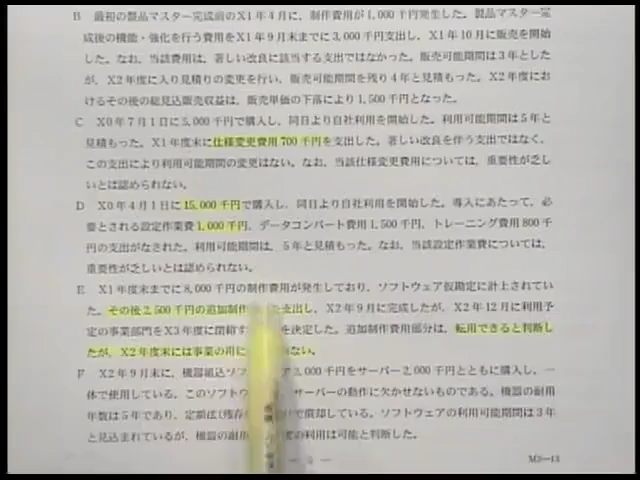 B 最初の製品マスター完成前のX1年4月に、制作費用が1,000千円発生した。製品マスター完
成後の機能・強化を行う費用をX1年9月末までに3,000千円支出し、X1年10月に販売を開始
した。なお、当該費用は、著しい改良に該当する支出ではなかった。販売可能期間は3年とした
が、X2年度に入り見積りの変更を行い、販売可能期間を残り4年と見積もった。X2年度にお
けるその後の総見込販売収益は、販売単価の下落により1,500千円となった。
C X0年7月1日に5,000千円で購入し、同日より自社利用を開始した。利用可能期間は5年と
見積もった。X1年度末に仕様変更費用700千円を支出した。著しい改良を伴う支出ではなく、
この支出により利用可能期間の変更はない。なお、当該仕様変更費用については、重要性が乏し
いとは認められない。
D X0年4月1日に15,000千円で購入し、同日より自社利用を開始した。導入にあたって、必
要とされる設定作業費1,000千円、データコンバート費用1,500千円、トレーニング費用800千
円の支出がなされた。利用可能期間は、5年と見積もった。なお、当該設定作業費については、
重要性が乏しいとは認められない。
E X1年度末までに8,000千円の制作費用が発生しており、ソフトウェア仮勘定に計上されてい
た。その後2,500千円の追加制作 支出し、X2年9月に完成したが、X2年12月に利用予
定の事業部門をX3年度に閉鎖す を決定した。追加制作費用部分は、転用できると判断し
たが、X2年度末には事業の用に ない。
F X2年9月末に、機器組込ソフ 3,000千円をサーバー2,000千円とともに購入し、一
体で使用している。このソフ サーバーの動作に欠かせないものである。機器の耐用
年数は5年であり、定額法(残存 で償却している。ソフトウェアの利用可能期間は3年
と見込まれているが、機器の耐用 の利用は可能と判断した。
M3-13